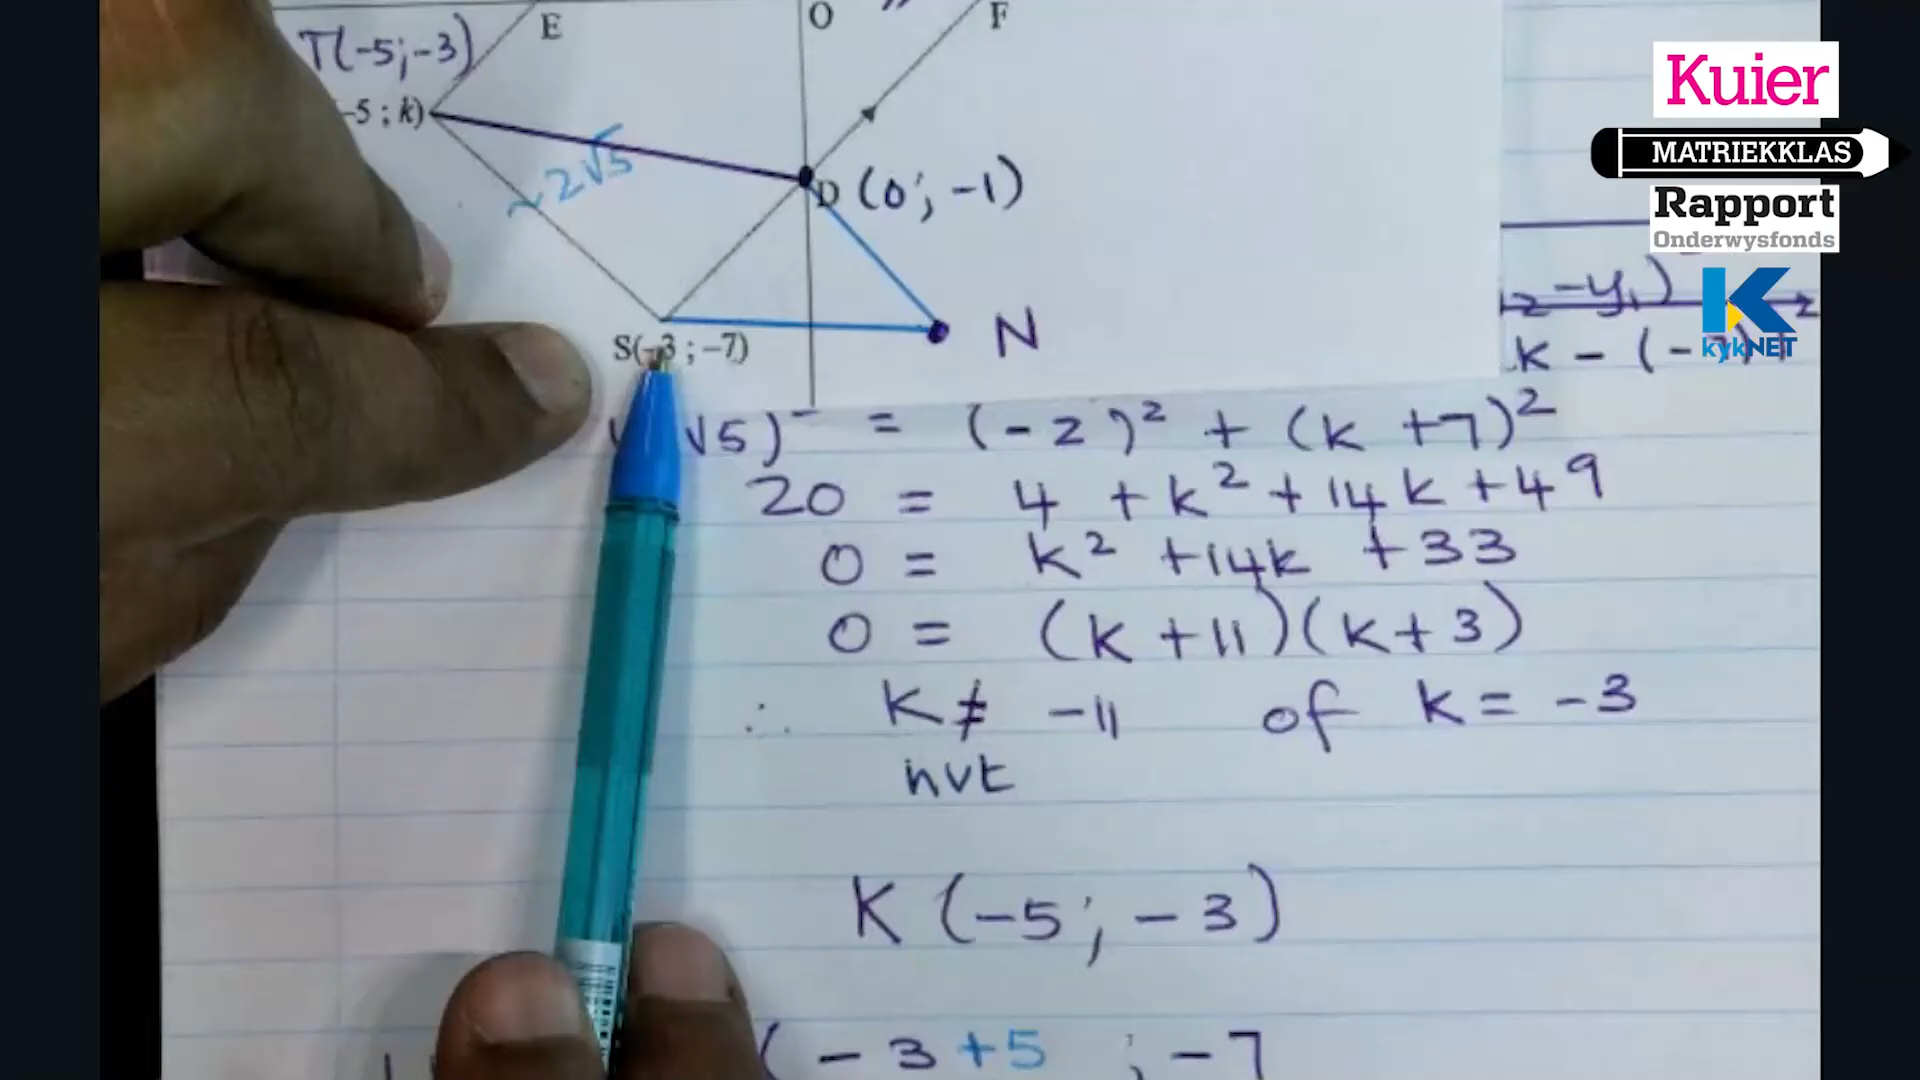 E
O
F
T(-5;-3)
-5 ; k)
~2√5
D (0;-1)
S(-3 ; -7)
N
-y₁)
k - (-7)
√5)² = (-2)² + (k +7)²
20 = 4 + k² + 14k + 49
0 = k² +14k +33
0 = (k +11)(k+3)
∴ k ≠ -11 of k = -3
nvt
K (-5; -3)
(-3 +5 ; -7
Kuier
MATRIEKKLAS
Rapport
Onderwysfonds
kykNET